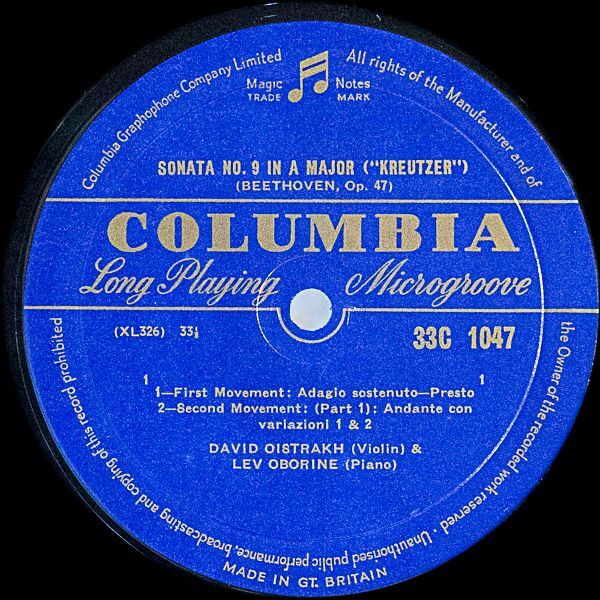 Columbia Graphophone Company Limited
All rights of the Manufacturer and of
the Owner of the recorded work reserved · Unauthorised public performance, broadcasting and copying of this record prohibited
Magic Notes
TRADE MARK
SONATA NO. 9 IN A MAJOR ("KREUTZER")
(BEETHOVEN, Op. 47)
COLUMBIA
Long Playing Microgroove
(XL326) 33⅓
33C 1047
1 1
1—First Movement: Adagio sostenuto—Presto
2—Second Movement: (Part 1): Andante con
variazioni 1 & 2
DAVID OISTRAKH (Violin) &
LEV OBORINE (Piano)
MADE IN GT. BRITAIN